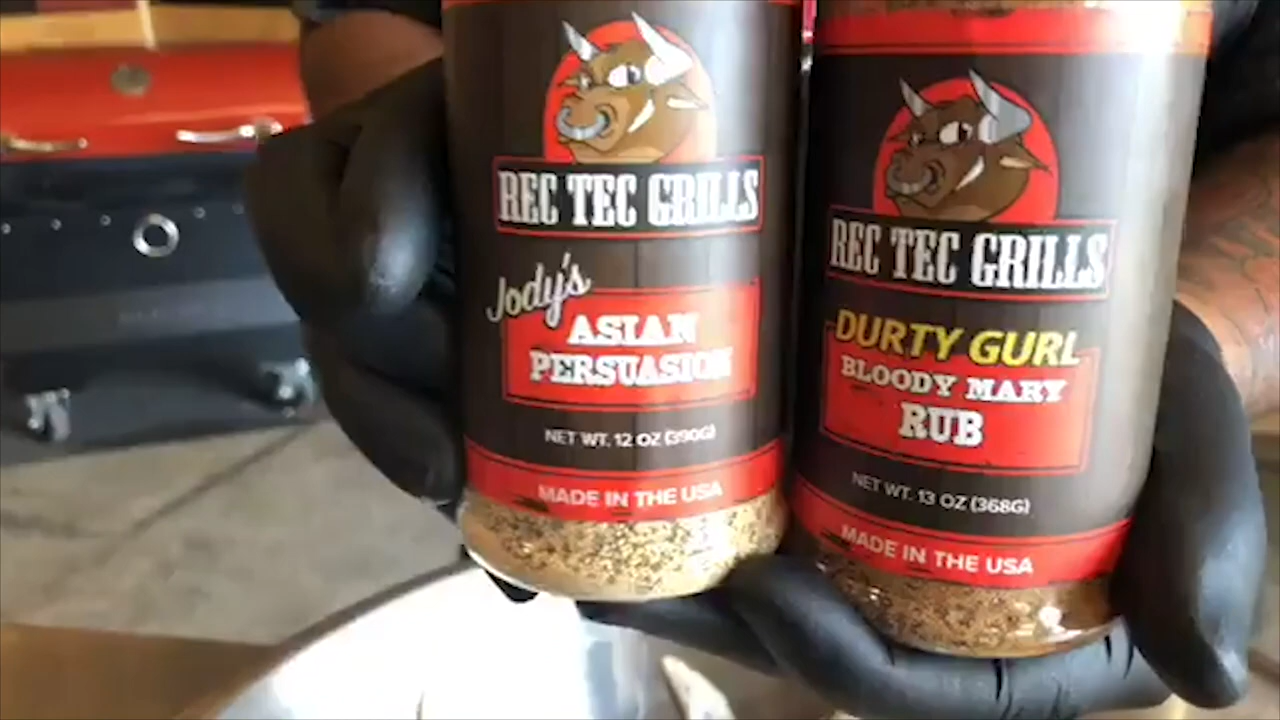 REC TEC GRILLS
Jody's
ASIAN
PERSUASION
NET WT. 12 OZ (390G)
MADE IN THE USA
REC TEC GRILLS
DURTY GURL
BLOODY MARY
RUB
NET WT. 13 OZ (368G)
MADE IN THE USA